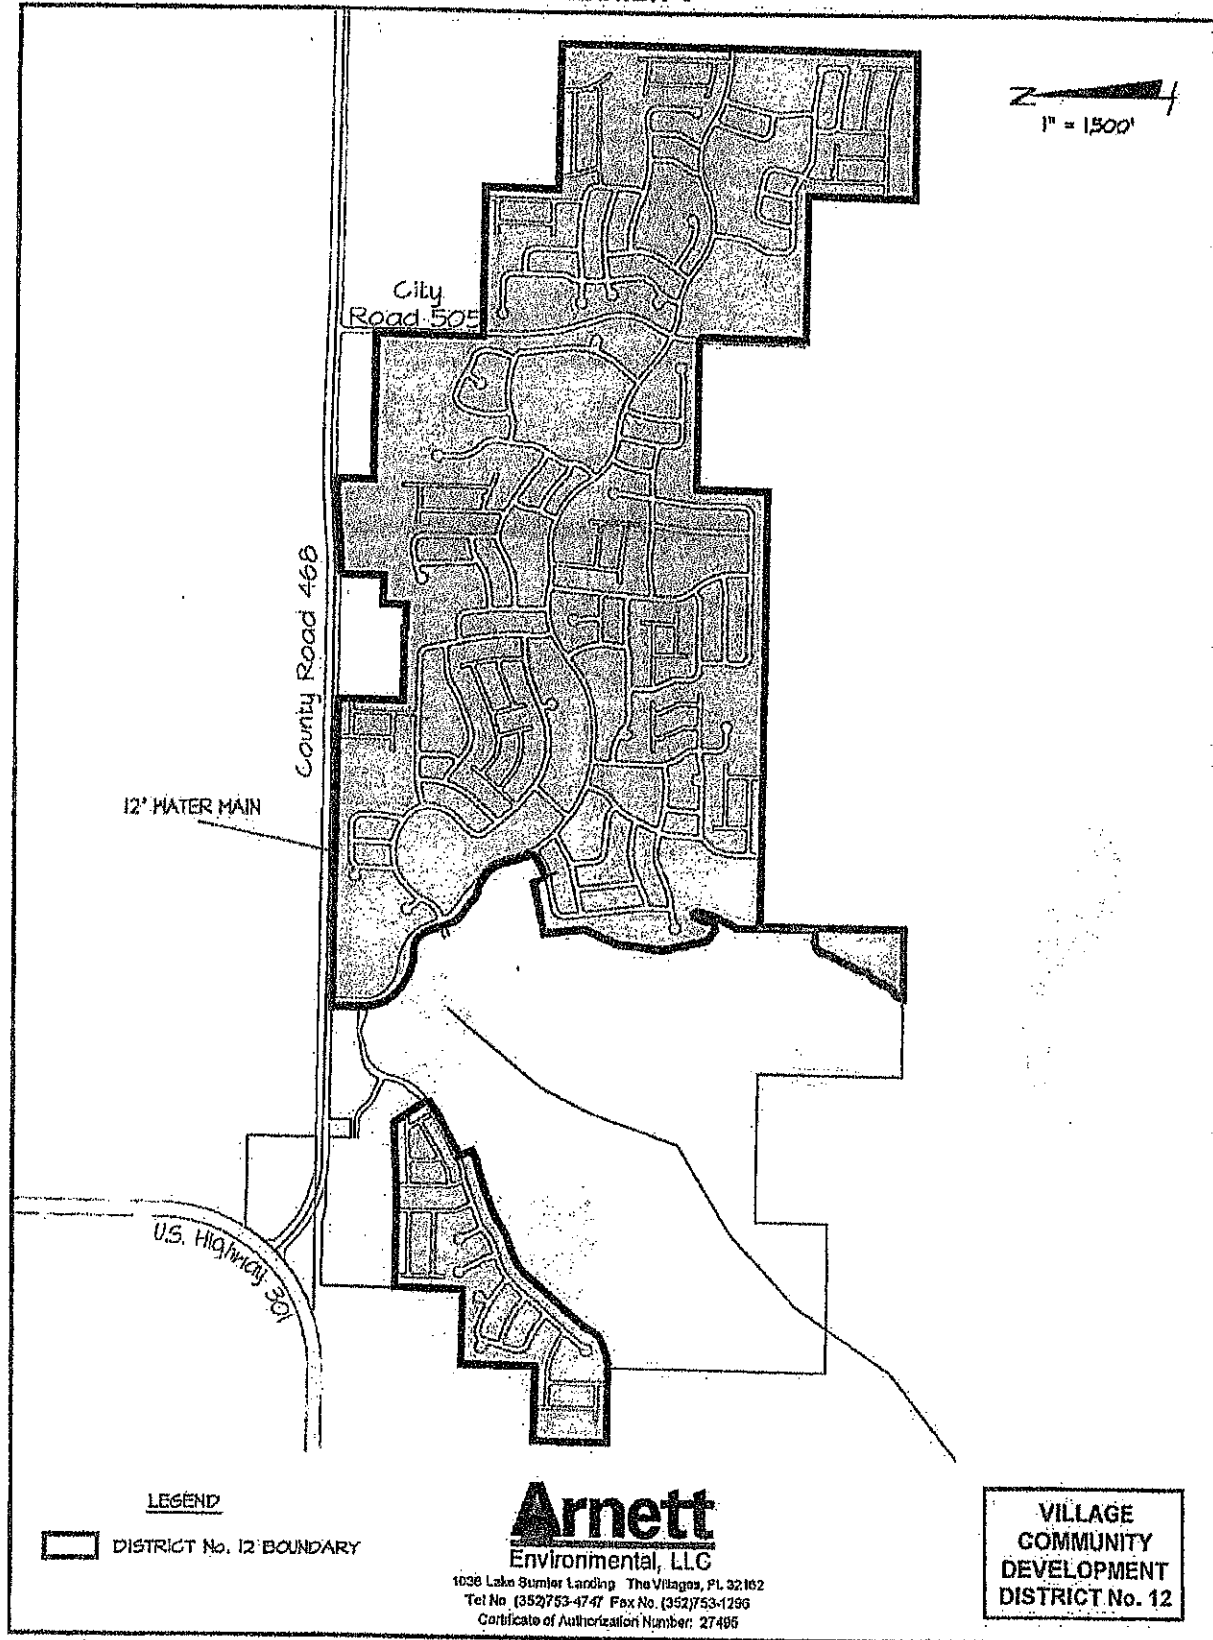 Z
1" = 1,500'
City
Road 505
County Road 468
12" WATER MAIN
U.S. Highway 301
LEGEND
DISTRICT No. 12 BOUNDARY
Arnett
Environmental, LLC
1038 Lake Sumter Landing The Villages, FL 32162
Tel No. (352)753-4747 Fax No. (352)753-1296
Certificate of Authorization Number: 27495
VILLAGE
COMMUNITY
DEVELOPMENT
DISTRICT No. 12